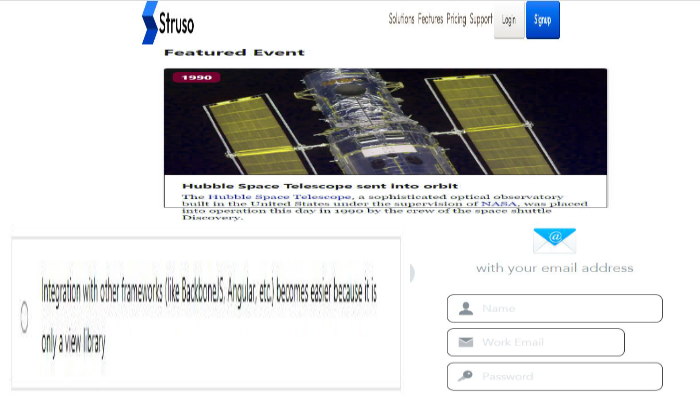 Struso
Solutions Features Pricing Support Login Signup
Featured Event
1990
Hubble Space Telescope sent into orbit
The Hubble Space Telescope, a sophisticated optical observatory
built in the United States under the supervision of NASA, was placed
into operation this day in 1990 by the crew of the space shuttle
Discovery.
Integration with other frameworks (like BackboneJS, Angular, etc.) becomes easier because it is
only a view library
@
with your email address
Name
Work Email
Password